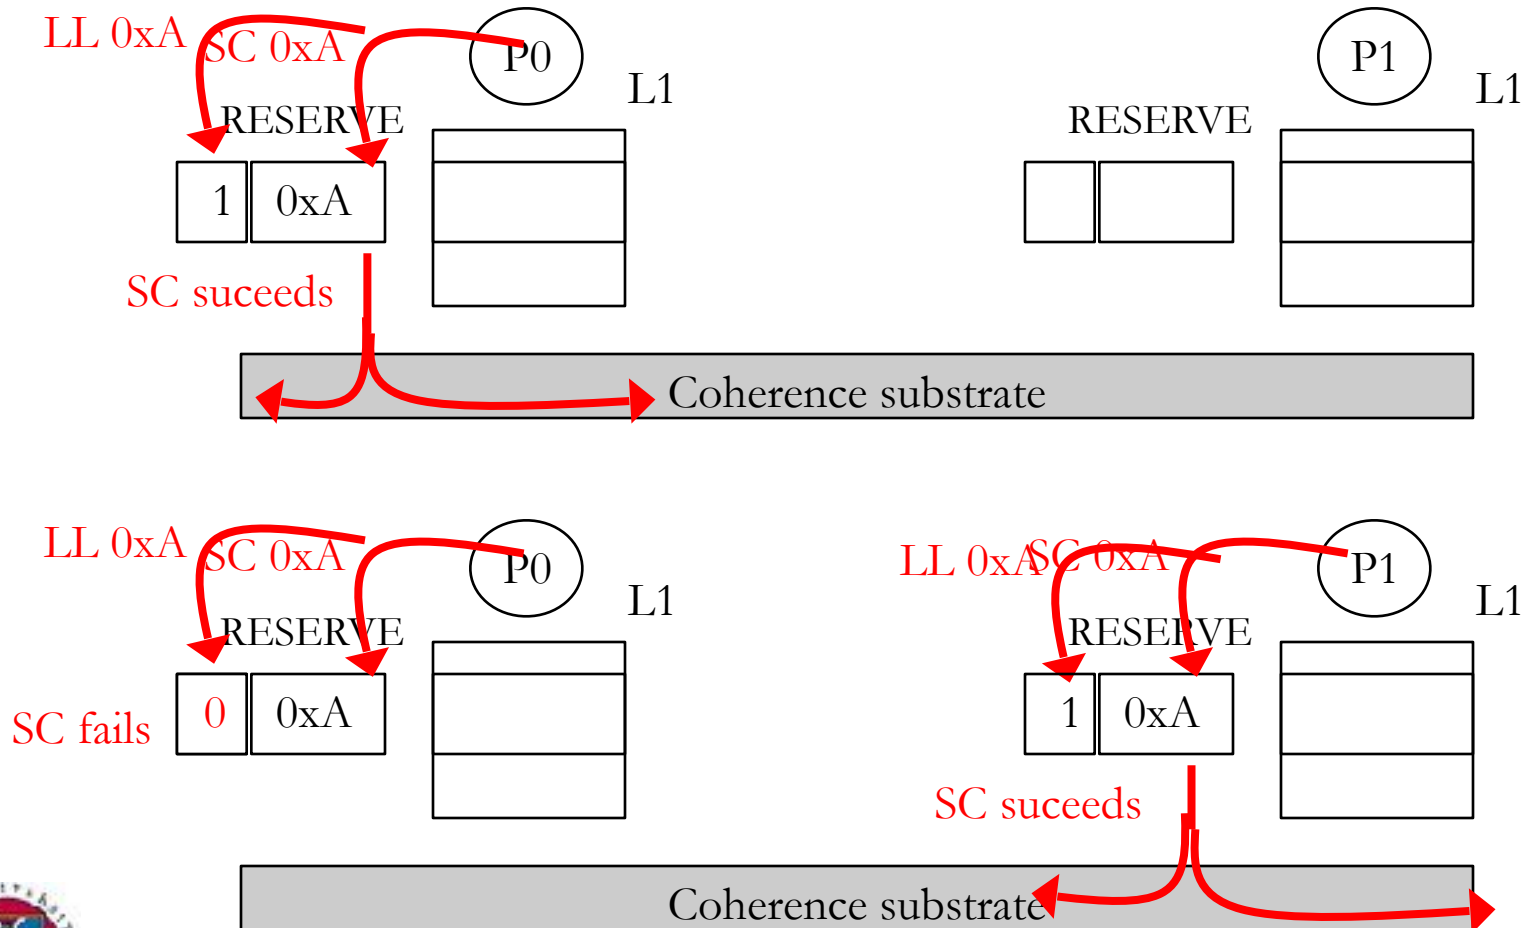 LL 0xA
SC 0xA
P0
L1
RESERVE
1
0xA
SC suceeds
P1
L1
RESERVE
Coherence substrate
LL 0xA
SC 0xA
P0
L1
RESERVE
0
0xA
SC fails
LL 0xA
SC 0xA
P1
L1
RESERVE
1
0xA
SC suceeds
Coherence substrate